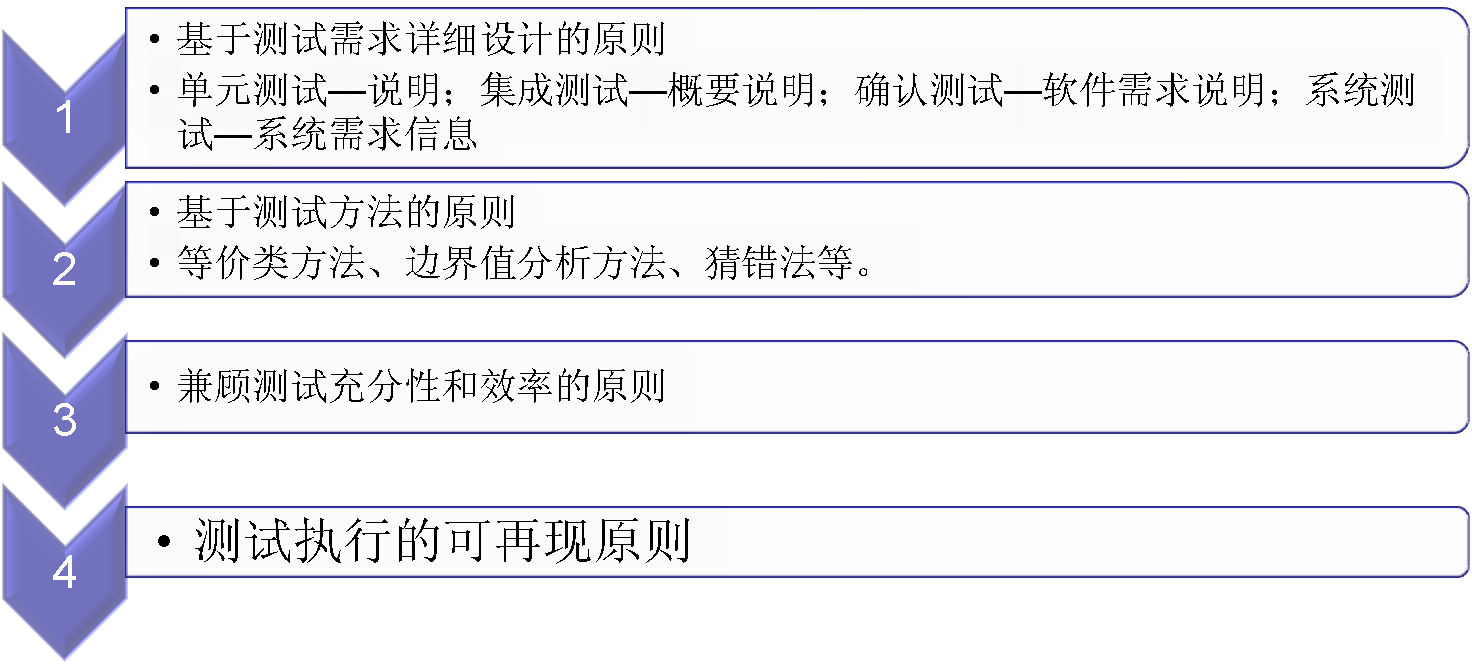 1
• 基于测试需求详细设计的原则
• 单元测试—说明；集成测试—概要说明；确认测试—软件需求说明；系统测
试—系统需求信息
2
• 基于测试方法的原则
• 等价类方法、边界值分析方法、猜错法等。
3
• 兼顾测试充分性和效率的原则
4
• 测试执行的可再现原则